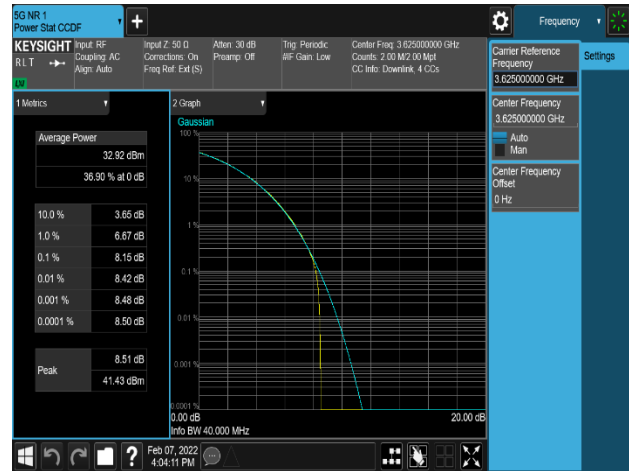 5G NR 1
Power Stat CCDF
KEYSIGHT
RLT
LXI
Input: RF
Coupling: AC
Align: Auto
Input Z: 50 Ω
Corrections: On
Freq Ref: Ext (S)
Atten: 30 dB
Preamp: Off
Trig: Periodic
#IF Gain: Low
Center Freq: 3.625000000 GHz
Counts: 2.00 M/2.00 Mpt
CC Info: Downlink, 4 CCs
1 Metrics
Average Power
32.92 dBm
36.90 % at 0 dB
10.0 % 3.65 dB
1.0 % 6.67 dB
0.1 % 8.15 dB
0.01 % 8.42 dB
0.001 % 8.48 dB
0.0001 % 8.50 dB
Peak
8.51 dB
41.43 dBm
2 Graph
Gaussian
100 %
10 %
1 %
0.1 %
0.01 %
0.001 %
0.0001 %
0.00 dB
20.00 dB
Info BW 40.000 MHz
Frequency
Settings
Carrier Reference
Frequency
3.625000000 GHz
Center Frequency
3.625000000 GHz
Auto
Man
Center Frequency
Offset
0 Hz
?
Feb 07, 2022
4:04:11 PM